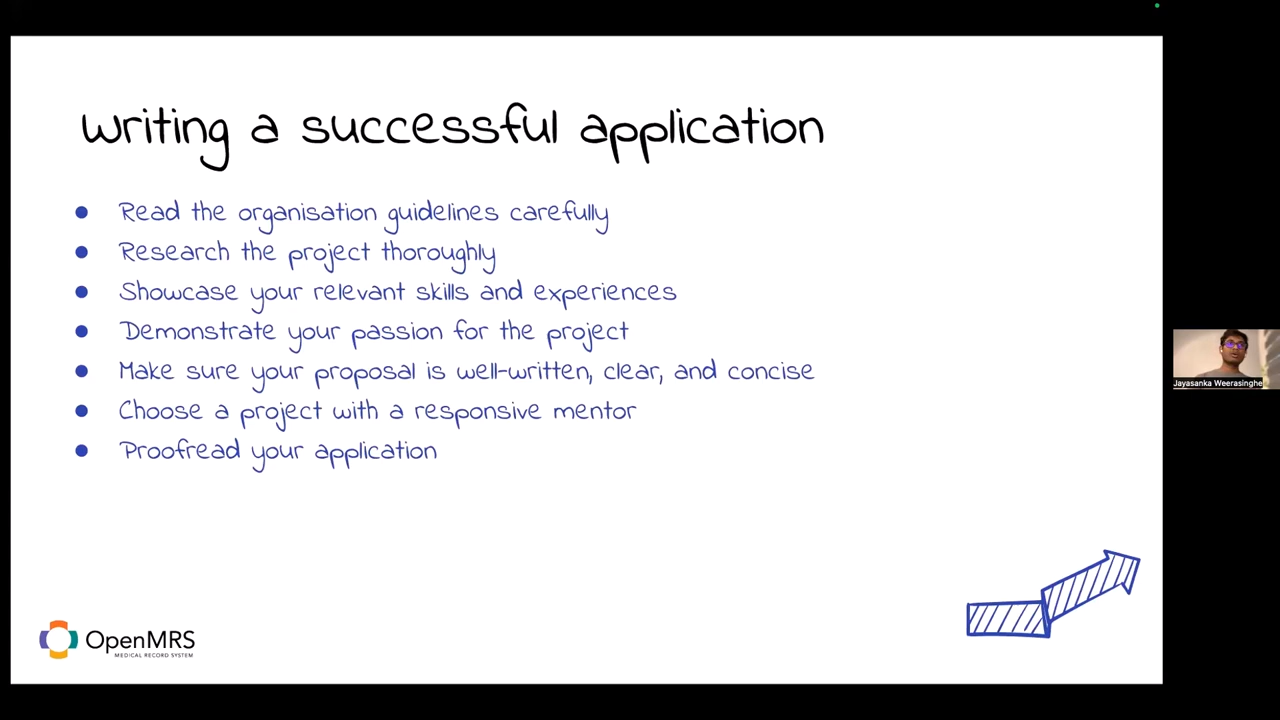 writing a successful application
Read the organisation guidelines carefully
Research the project thoroughly
Showcase your relevant skills and experiences
Demonstrate your passion for the project
Make sure your proposal is well-written, clear, and concise
Choose a project with a responsive mentor
Proofread your application
Jayasanka Weerasinghe
OpenMRS
MEDICAL RECORD SYSTEM